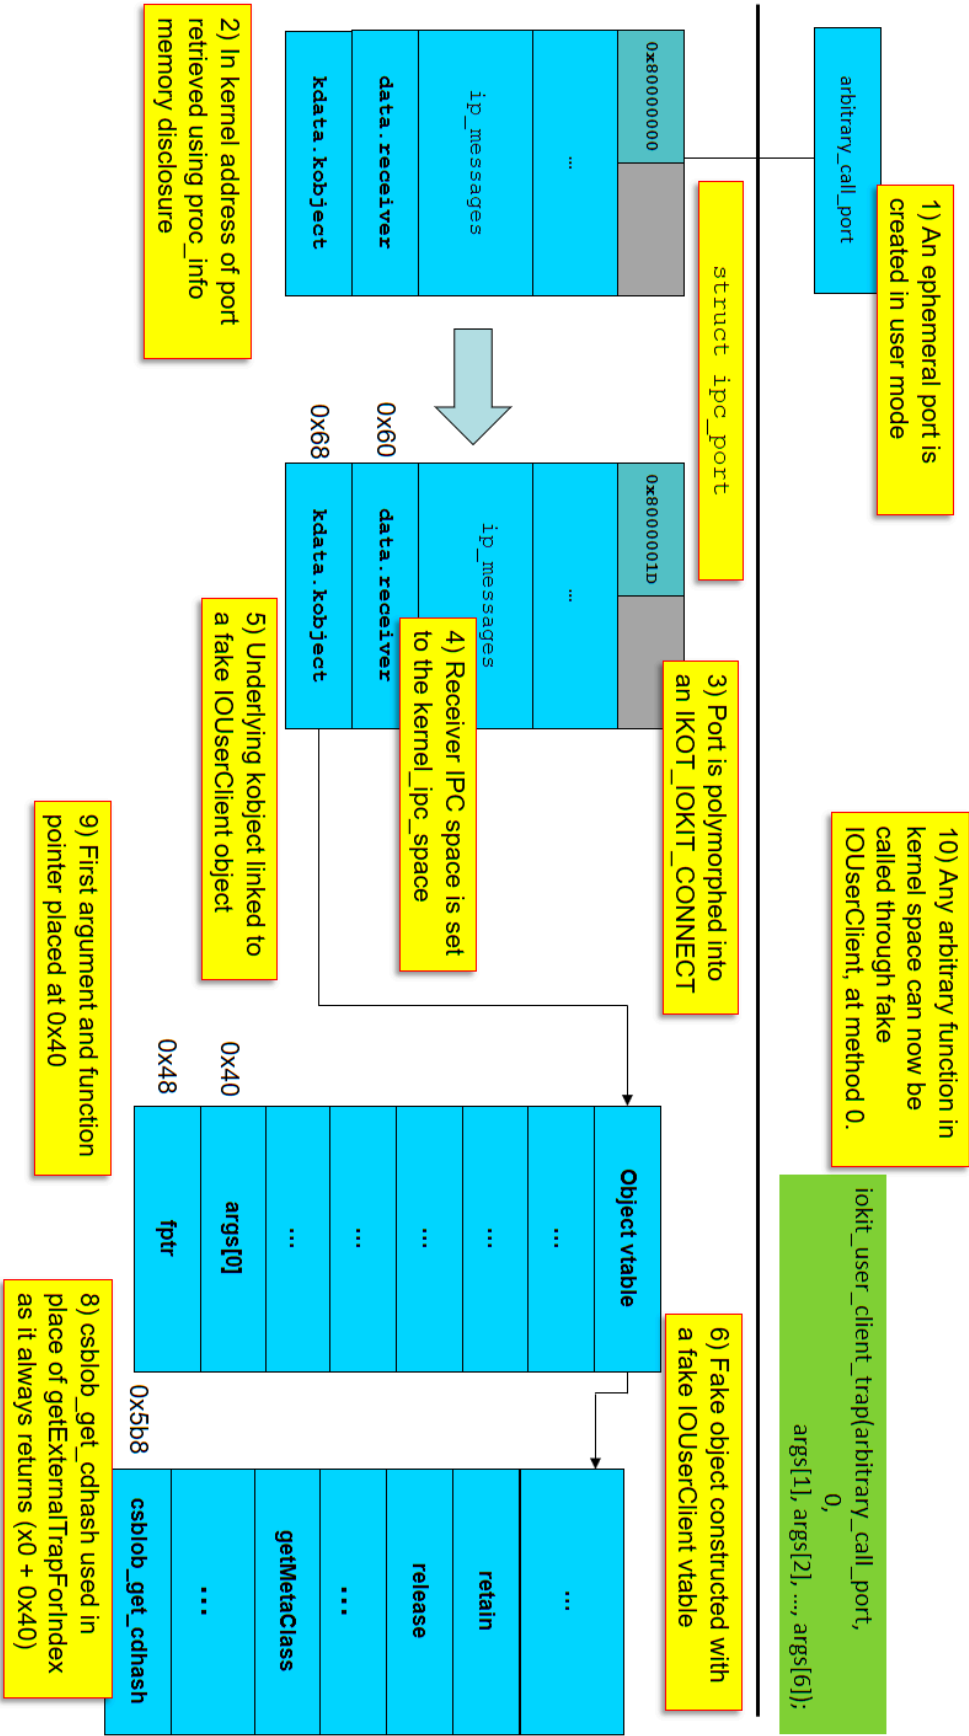 1) An ephemeral port is
created in user mode
arbitrary_call_port
10) Any arbitrary function in
kernel space can now be
called through fake
IOUserClient, at method 0.
iokit_user_client_trap(arbitrary_call_port,
0,
args[1], args[2], ..., args[6]);
struct ipc_port
3) Port is polymorphed into
an IKOT_IOKIT_CONNECT
6) Fake object constructed with
a fake IOUserClient vtable
0x80000000
...
ip_messages
data.receiver
kdata.kobject
0x8000001D
...
ip_messages
0x60
data.receiver
0x68
kdata.kobject
4) Receiver IPC space is set
to the kernel_ipc_space
5) Underlying kobject linked to
a fake IOUserClient object
2) In kernel address of port
retrieved using proc_info
memory disclosure
Object vtable
...
...
...
...
...
0x40
args[0]
0x48
fptr
...
retain
release
...
getMetaClass
...
0x5b8
csblob_get_cdhash
9) First argument and function
pointer placed at 0x40
8) csblob_get_cdhash used in
place of getExternalTrapForIndex
as it always returns (x0 + 0x40)